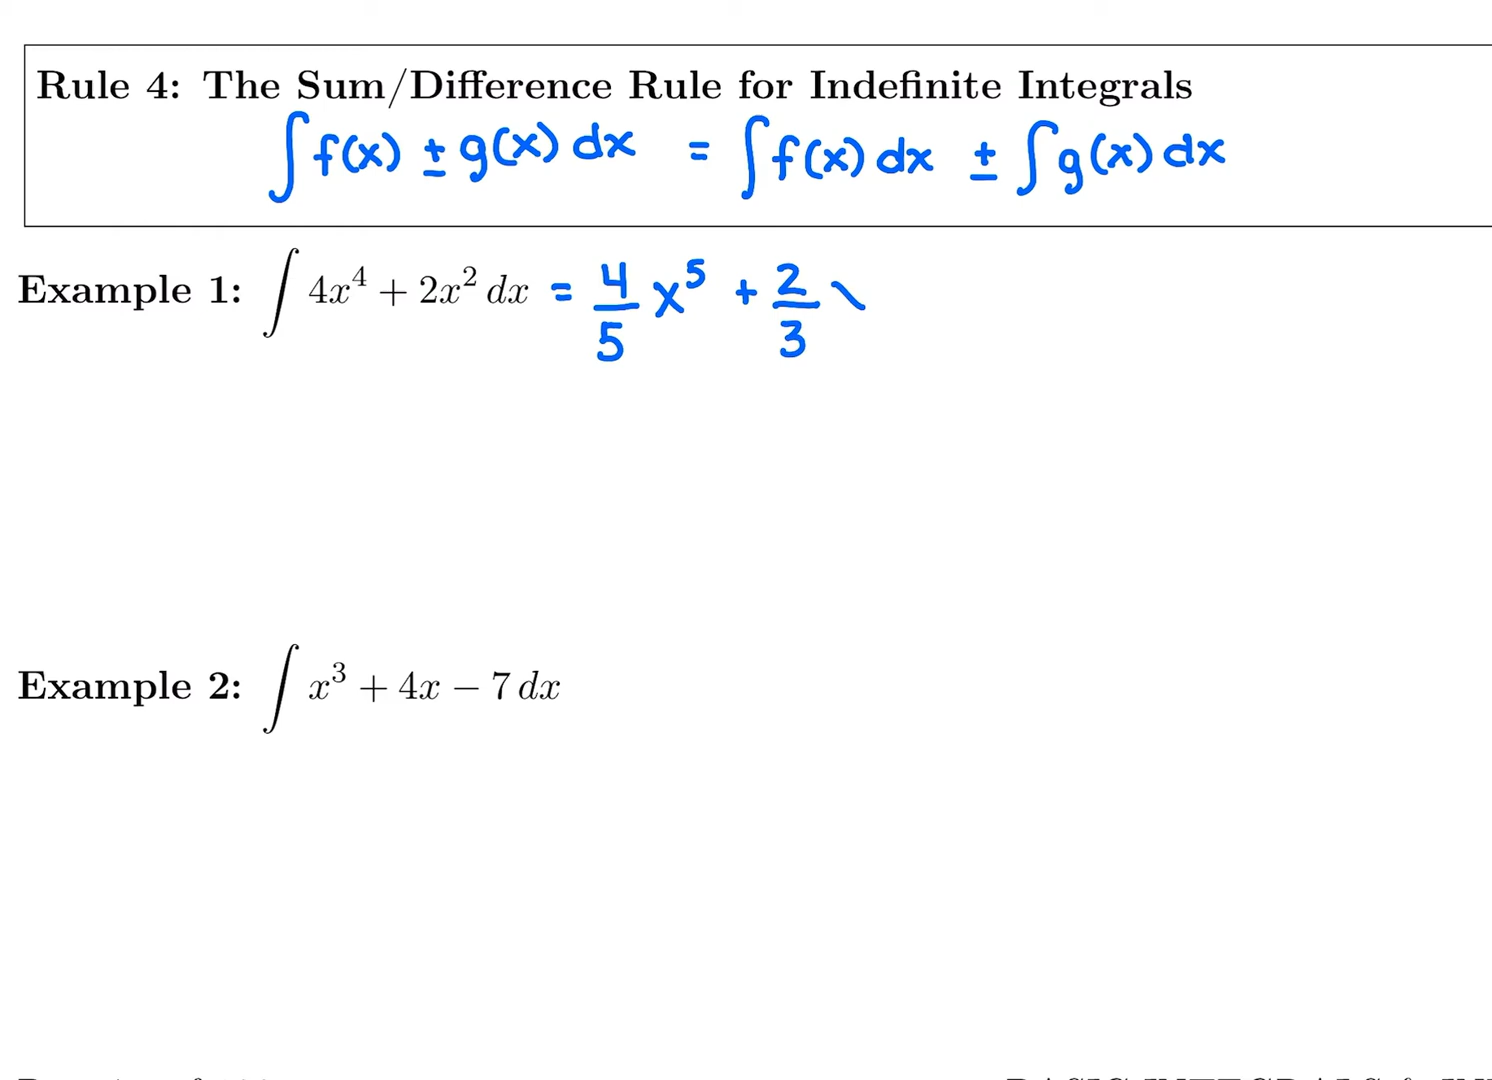 Rule 4: The Sum/Difference Rule for Indefinite Integrals
∫ f(x) ± g(x) dx = ∫ f(x) dx ± ∫ g(x) dx
Example 1: ∫ 4x⁴ + 2x² dx = 4/5 x⁵ + 2/3
Example 2: ∫ x³ + 4x − 7 dx